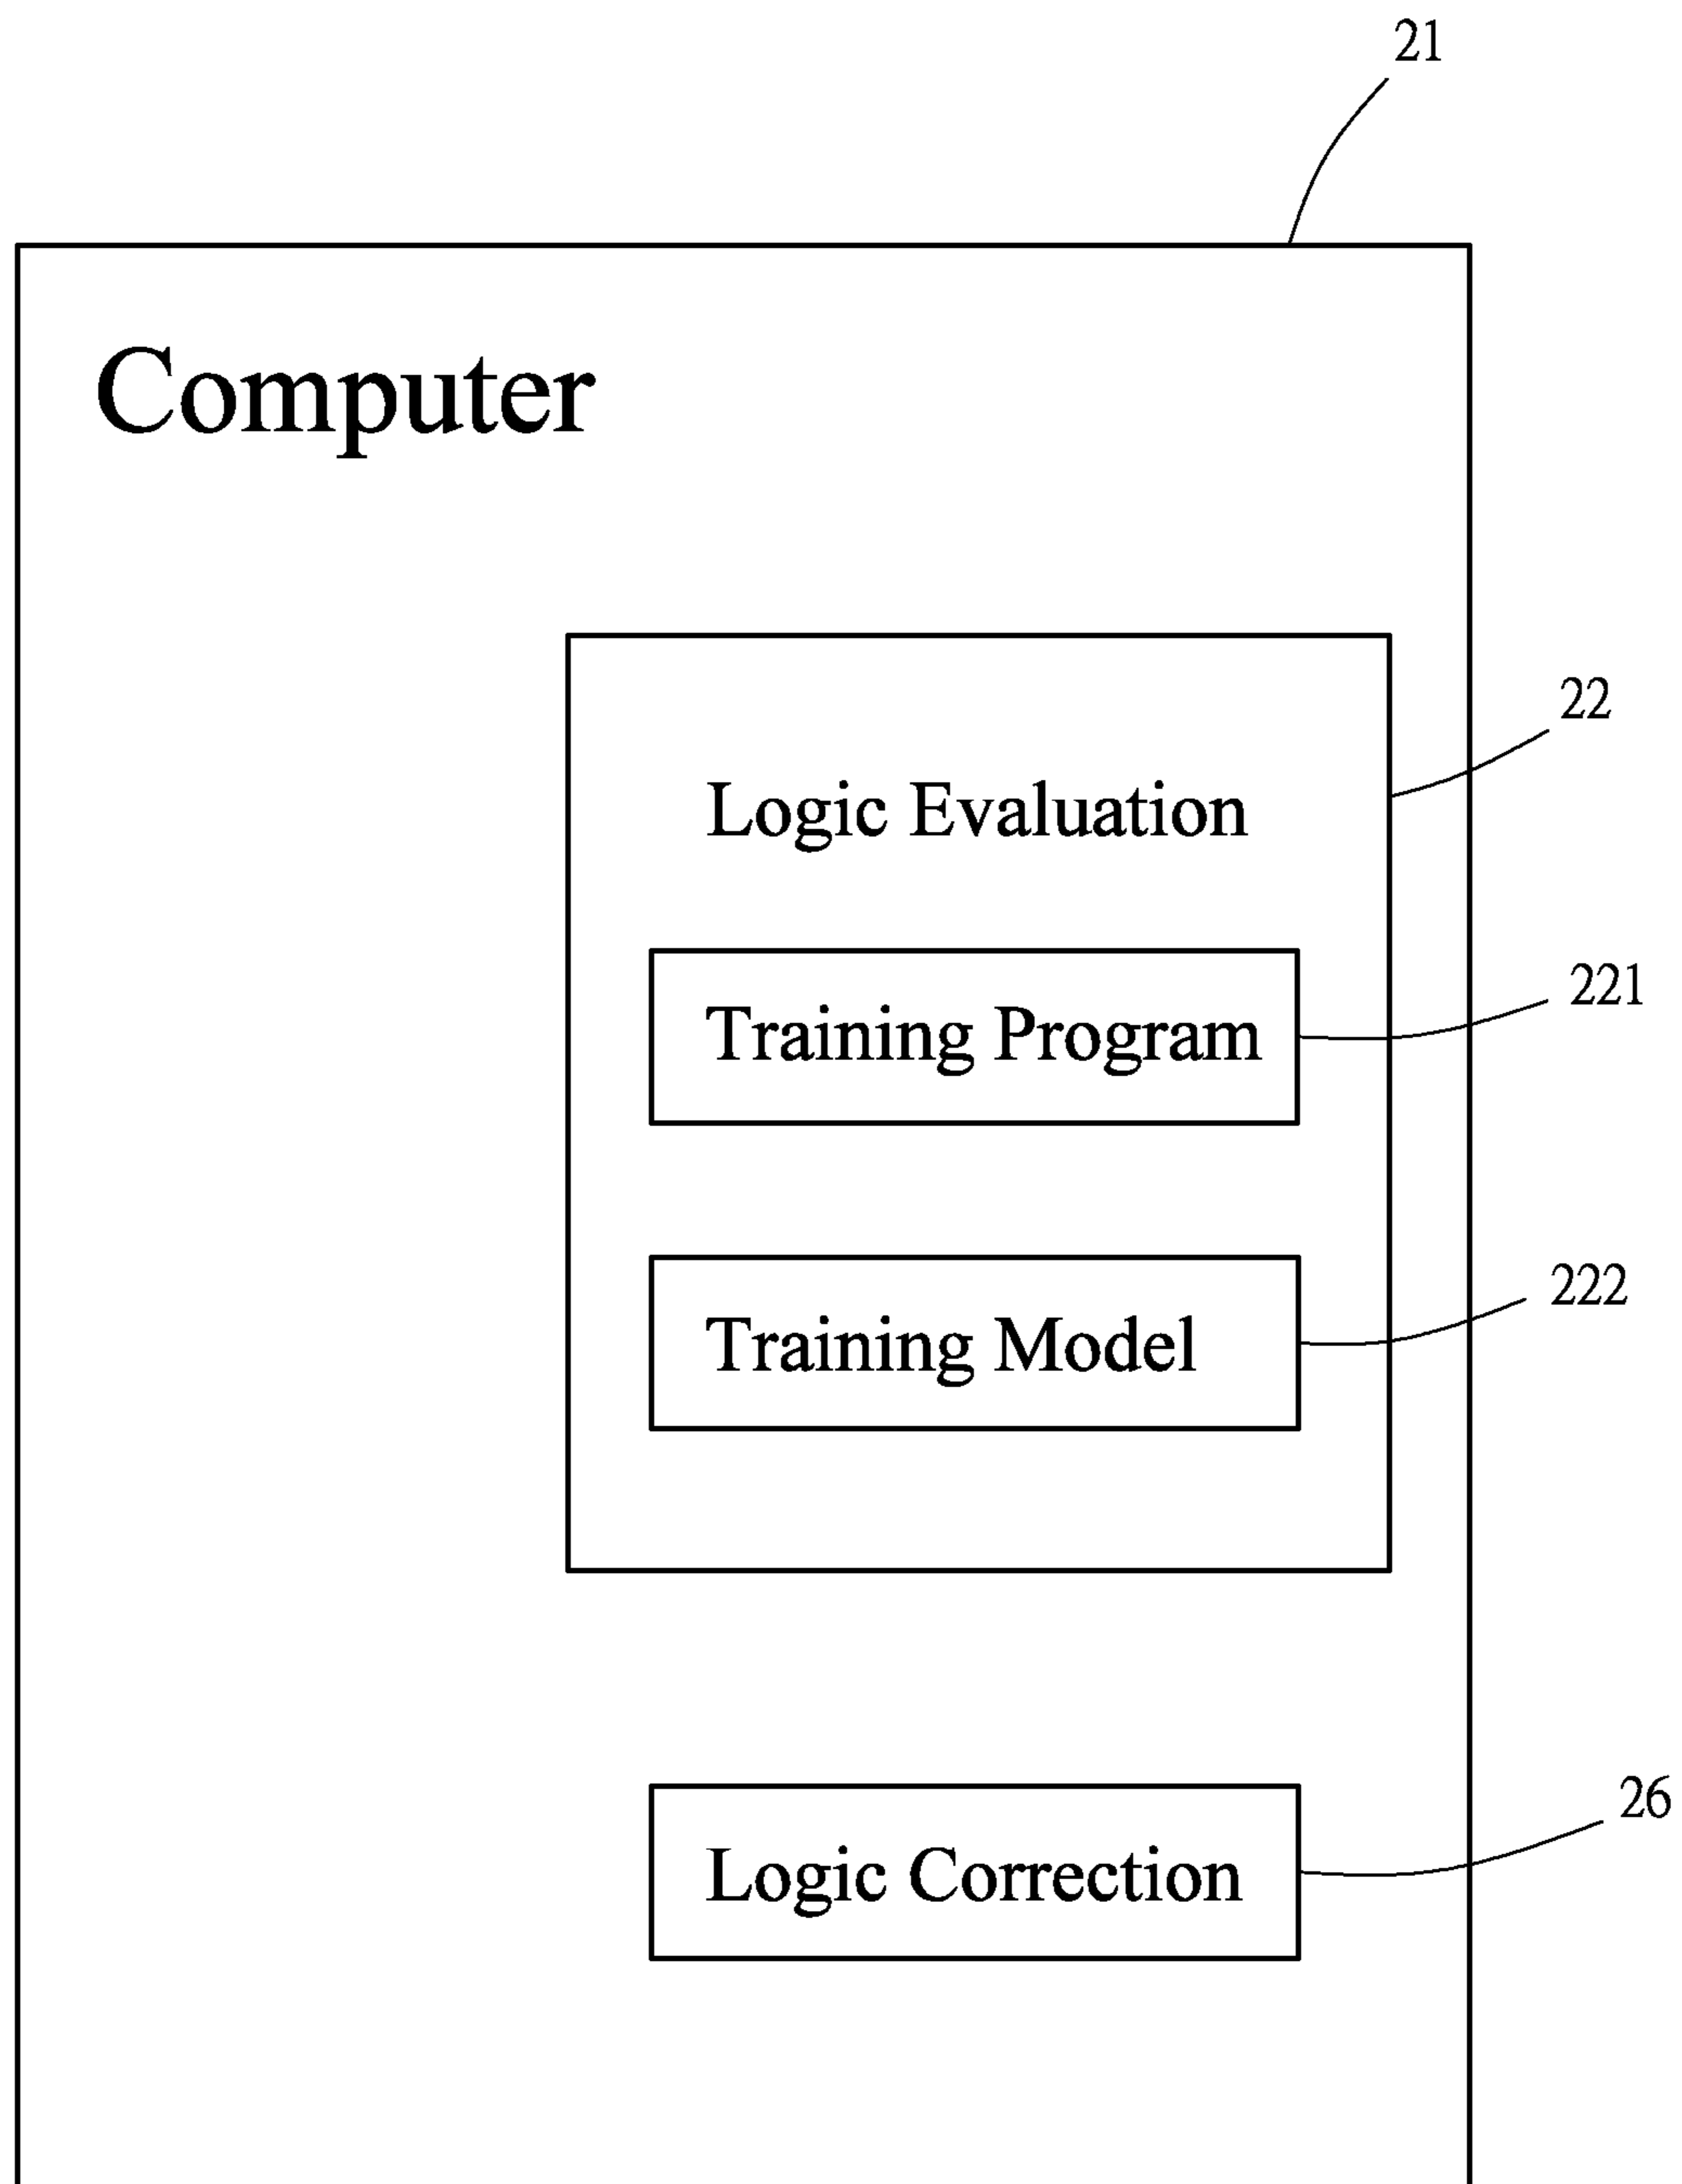 21
Computer
22
Logic Evaluation
221
Training Program
222
Training Model
26
Logic Correction